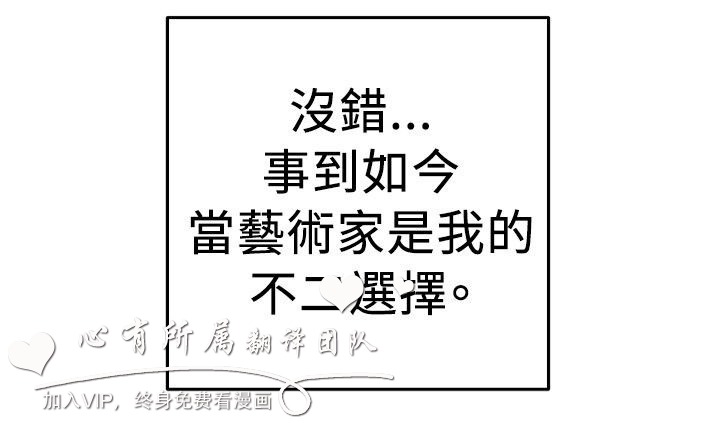 沒錯...
事到如今
當藝術家是我的
不二選擇。
心有所属翻译团队
加入VIP，终身免费看漫画